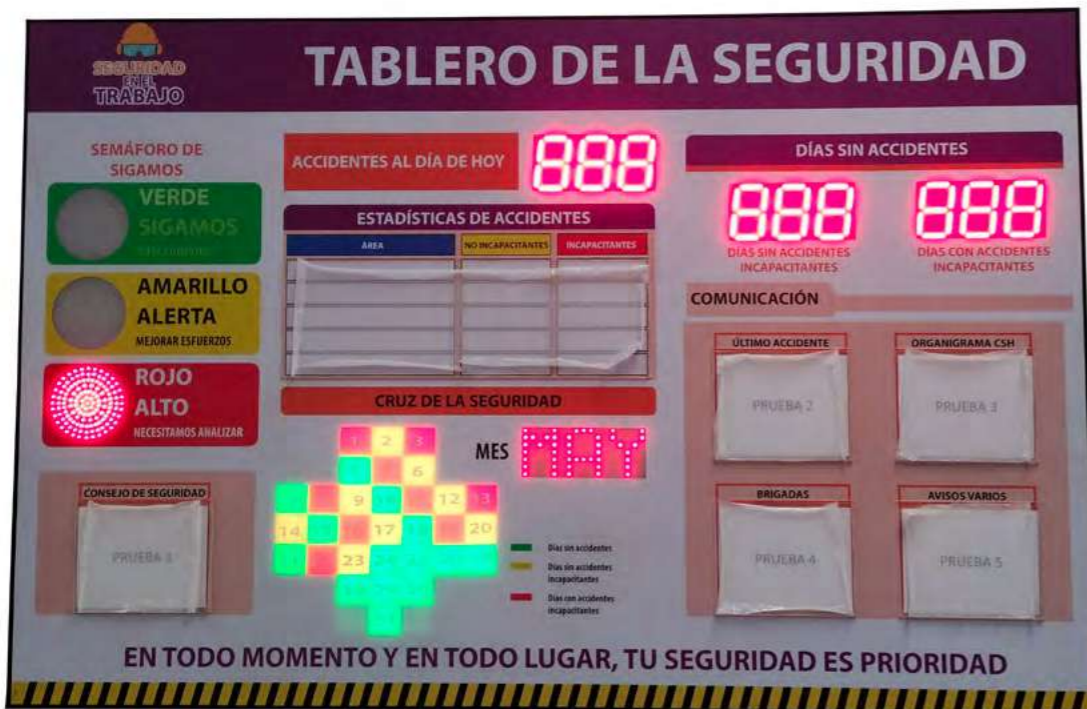 SEGURIDAD
EN EL
TRABAJO
TABLERO DE LA SEGURIDAD
SEMÁFORO DE
SIGAMOS
VERDE
SIGAMOS
AMARILLO
ALERTA
MEJORAR ESFUERZOS
ROJO
ALTO
NECESITAMOS ANALIZAR
CONSEJO DE SEGURIDAD
PRUEBA
ACCIDENTES AL DÍA DE HOY
888
ESTADÍSTICAS DE ACCIDENTES
ÁREA NO INCAPACITANTES INCAPACITANTES
CRUZ DE LA SEGURIDAD
MES MAY
1 2 3
6
9 12 13
14 17 20
23
Días sin accidentes
Días sin accidentes
incapacitantes
Días con accidentes
incapacitantes
DÍAS SIN ACCIDENTES
888 888
DÍAS SIN ACCIDENTES
INCAPACITANTES
DÍAS CON ACCIDENTES
INCAPACITANTES
COMUNICACIÓN
ÚLTIMO ACCIDENTE
PRUEBA 2
ORGANIGRAMA CSH
PRUEBA 3
BRIGADAS
PRUEBA 4
AVISOS VARIOS
PRUEBA 5
EN TODO MOMENTO Y EN TODO LUGAR, TU SEGURIDAD ES PRIORIDAD